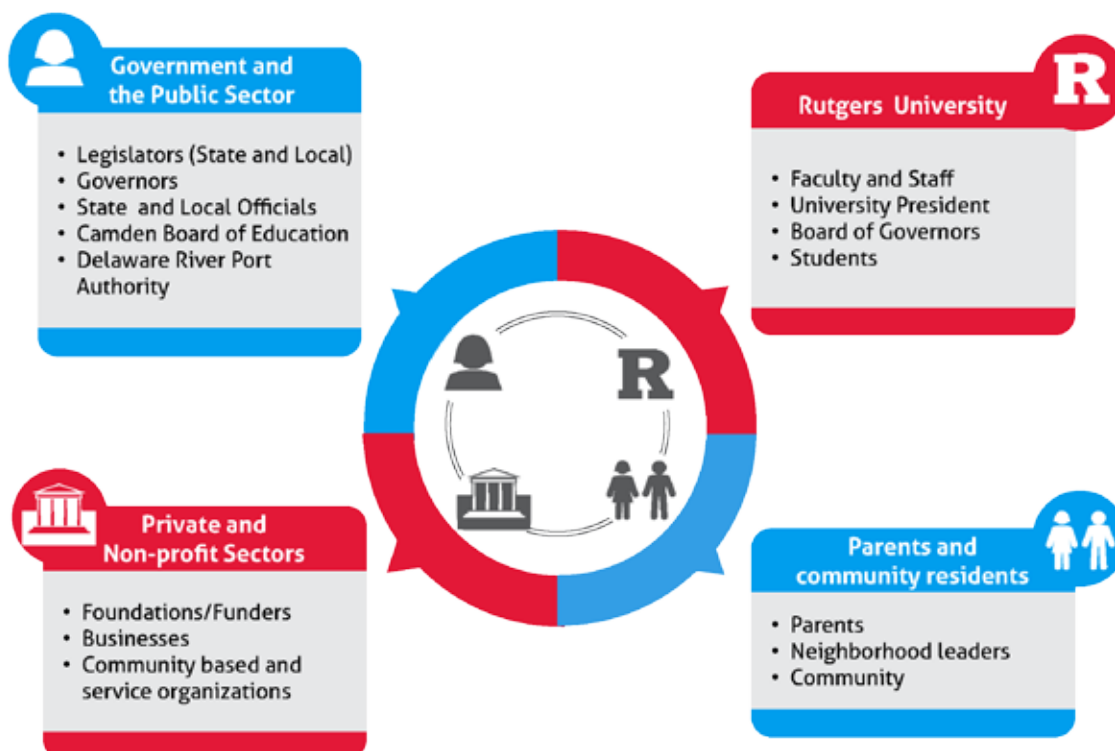 Government and
the Public Sector
• Legislators (State and Local)
• Governors
• State and Local Officials
• Camden Board of Education
• Delaware River Port
Authority
R
Rutgers University
• Faculty and Staff
• University President
• Board of Governors
• Students
R
Private and
Non-profit Sectors
• Foundations/Funders
• Businesses
• Community based and
service organizations
Parents and
community residents
• Parents
• Neighborhood leaders
• Community